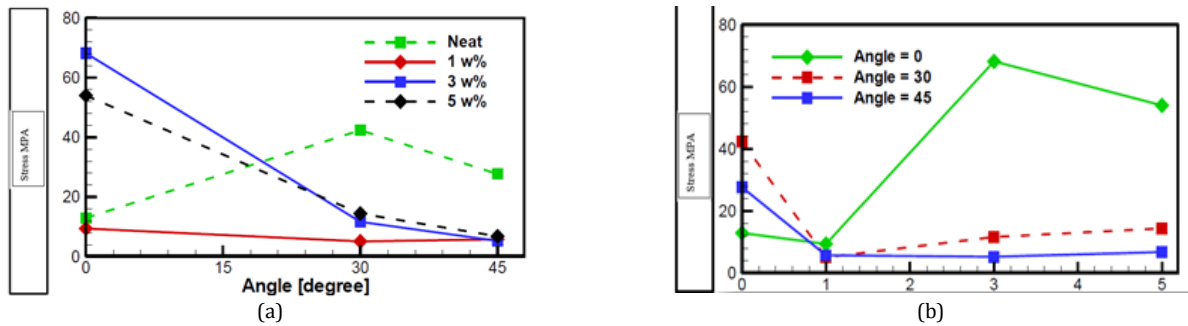 80
60
40
20
0
Stress MPA
Neat
1 w%
3 w%
5 w%
0
15
30
45
Angle [degree]
(a)
80
60
40
20
0
Stress MPA
Angle = 0
Angle = 30
Angle = 45
0
1
2
3
4
5
(b)